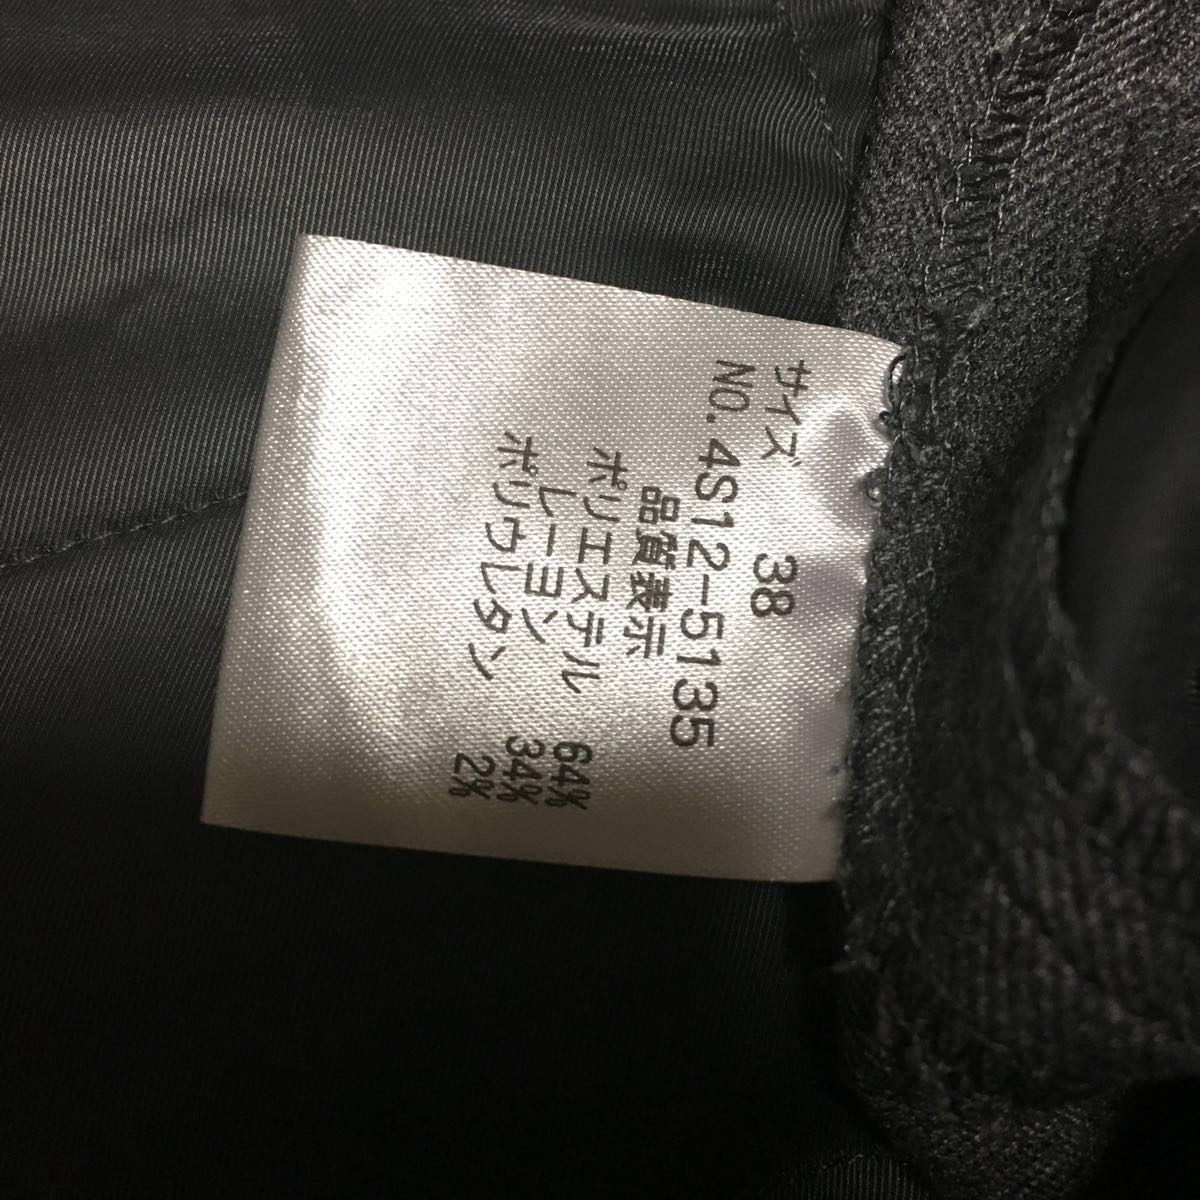 サイズ 38
NO. 4S12-5135
品質表示
ポリエステル 64%
レーヨン 34%
ポリウレタン 2%